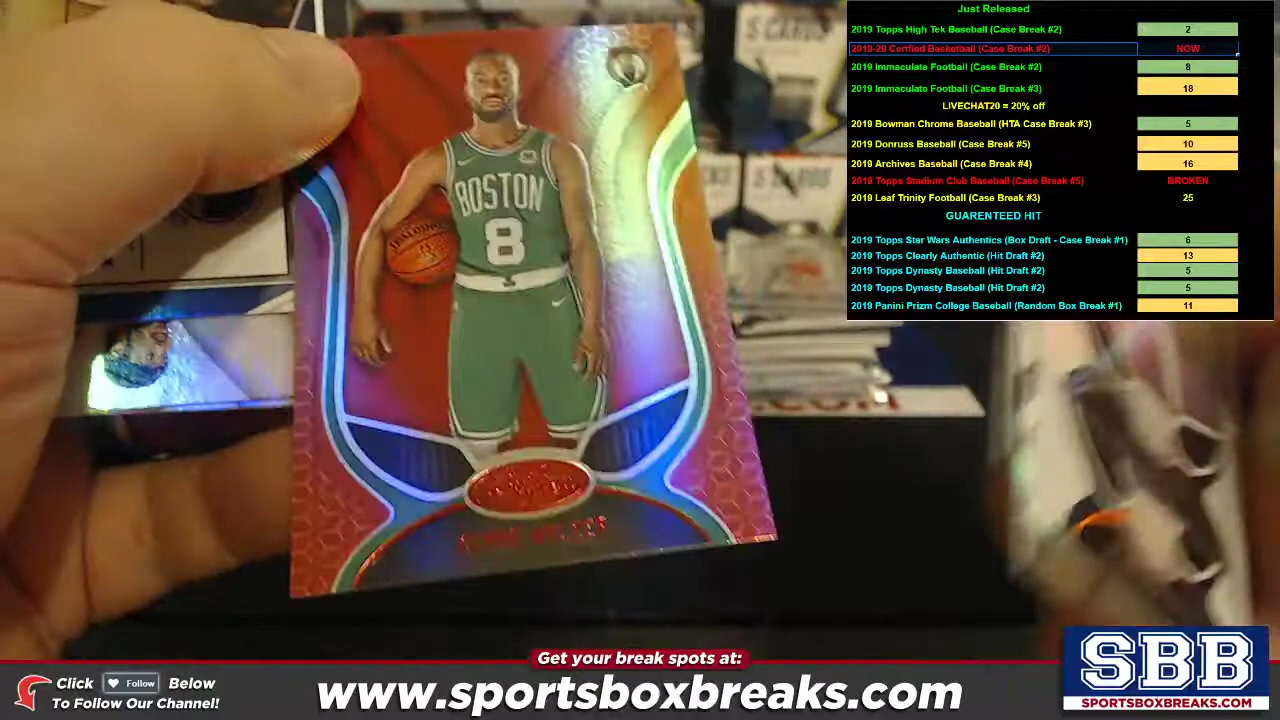 Just Released
2019 Topps High Tek Baseball (Case Break #2) 2
2019-20 Certfied Basketball (Case Break #2) NOW
2019 Immaculate Football (Case Break #2) 8
2019 Immaculate Football (Case Break #3) 18
LIVECHAT20 = 20% off
2019 Bowman Chrome Baseball (HTA Case Break #3) 5
2019 Donruss Baseball (Case Break #5) 10
2019 Archives Baseball (Case Break #4) 16
2019 Topps Stadium Club Baseball (Case Break #5) BROKEN
2019 Leaf Trinity Football (Case Break #3) 25
GUARENTEED HIT
2019 Topps Star Wars Authentics (Box Draft - Case Break #1) 6
2019 Topps Clearly Authentic (Hit Draft #2) 13
2019 Topps Dynasty Baseball (Hit Draft #2) 5
2019 Topps Dynasty Baseball (Hit Draft #2) 5
2019 Panini Prizm College Baseball (Random Box Break #1) 11
BOSTON
8
SPALDING
Get your break spots at:
www.sportsboxbreaks.com
Click Follow Below
To Follow Our Channel!
SBB
SPORTSBOXBREAKS.COM